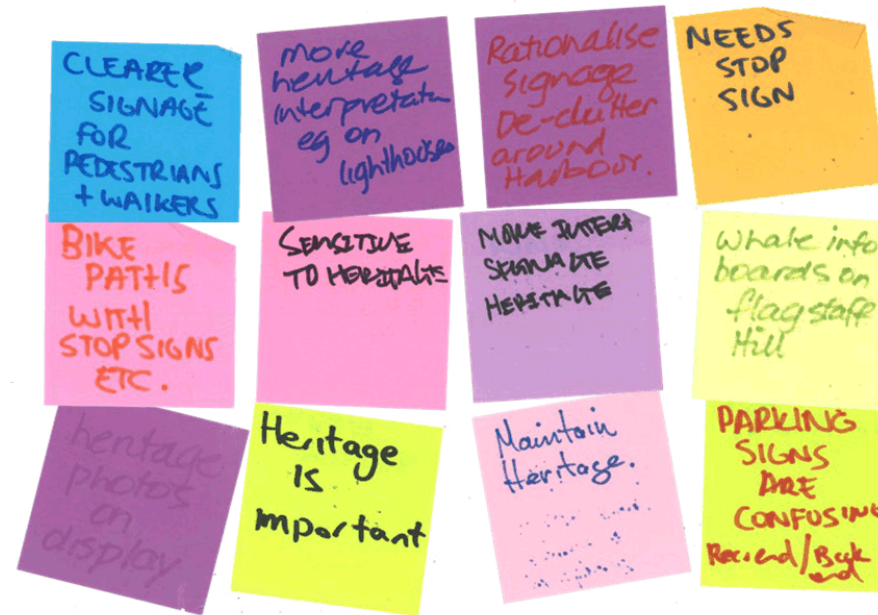 CLEARER
SIGNAGE
FOR
PEDESTRIANS
+ WALKERS
more
heritage
interpretatn
eg on
lighthouses
Rationalise
signage
De-clutter
around
Harbour.
NEEDS
STOP
SIGN
BIKE
PATHS
WITH
STOP SIGNS
ETC.
SENSITIVE
TO HERITAGE
MORE INTERP
SIGNAGE
HERITAGE
Whale info
boards on
flagstaff
Hill
heritage
photos
on
display
Heritage
is
important
Maintain
Heritage.
PARKING
SIGNS
ARE
CONFUSING
end